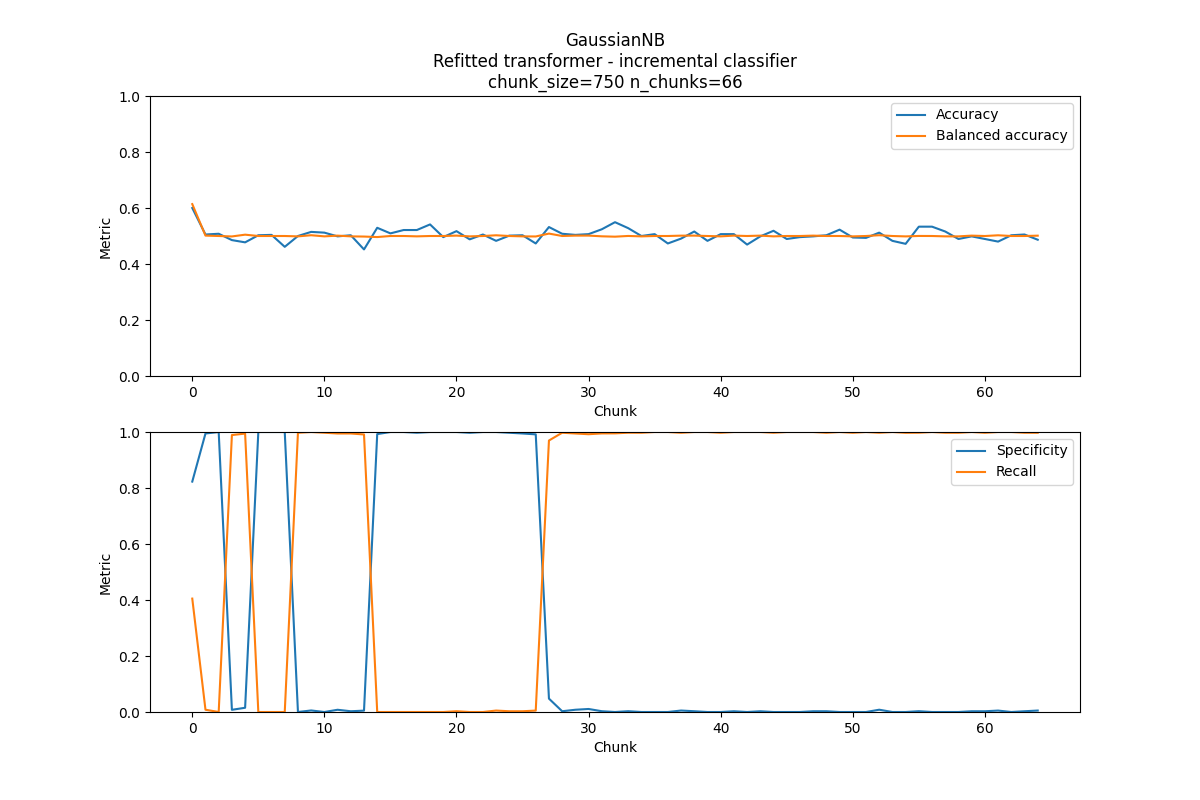 GaussianNB
Refitted transformer - incremental classifier
chunk_size=750 n_chunks=66
1.0
0.8
0.6
0.4
0.2
0.0
Metric
Accuracy
Balanced accuracy
0 10 20 30 40 50 60
Chunk
1.0
0.8
0.6
0.4
0.2
0.0
Metric
Specificity
Recall
0 10 20 30 40 50 60
Chunk